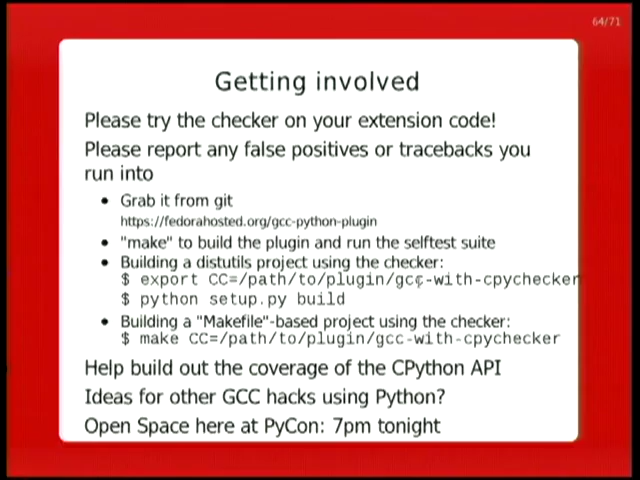 64/71
Getting involved
Please try the checker on your extension code!
Please report any false positives or tracebacks you
run into
• Grab it from git
https://fedorahosted.org/gcc-python-plugin
• "make" to build the plugin and run the selftest suite
• Building a distutils project using the checker:
$ export CC=/path/to/plugin/gcc-with-cpychecker
$ python setup.py build
• Building a "Makefile"-based project using the checker:
$ make CC=/path/to/plugin/gcc-with-cpychecker
Help build out the coverage of the CPython API
Ideas for other GCC hacks using Python?
Open Space here at PyCon: 7pm tonight